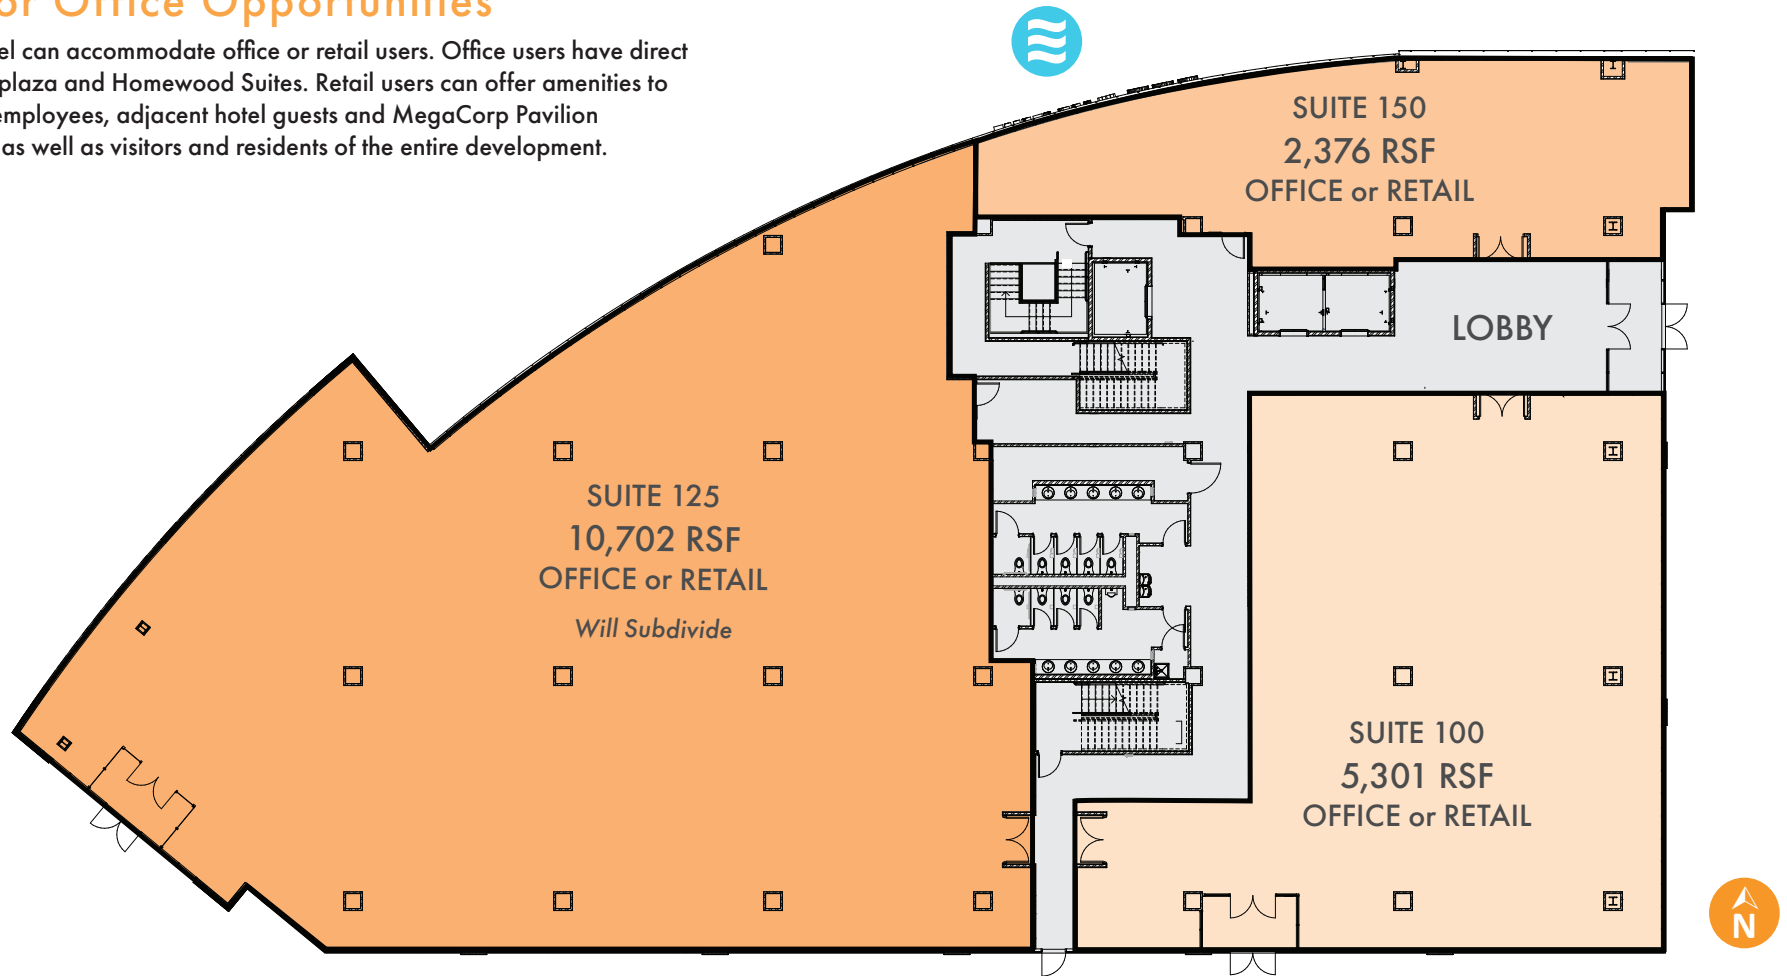 or Office Opportunities
el can accommodate office or retail users. Office users have direct
plaza and Homewood Suites. Retail users can offer amenities to
employees, adjacent hotel guests and MegaCorp Pavilion
as well as visitors and residents of the entire development.
SUITE 150
2,376 RSF
OFFICE or RETAIL
LOBBY
SUITE 125
10,702 RSF
OFFICE or RETAIL
Will Subdivide
SUITE 100
5,301 RSF
OFFICE or RETAIL
N